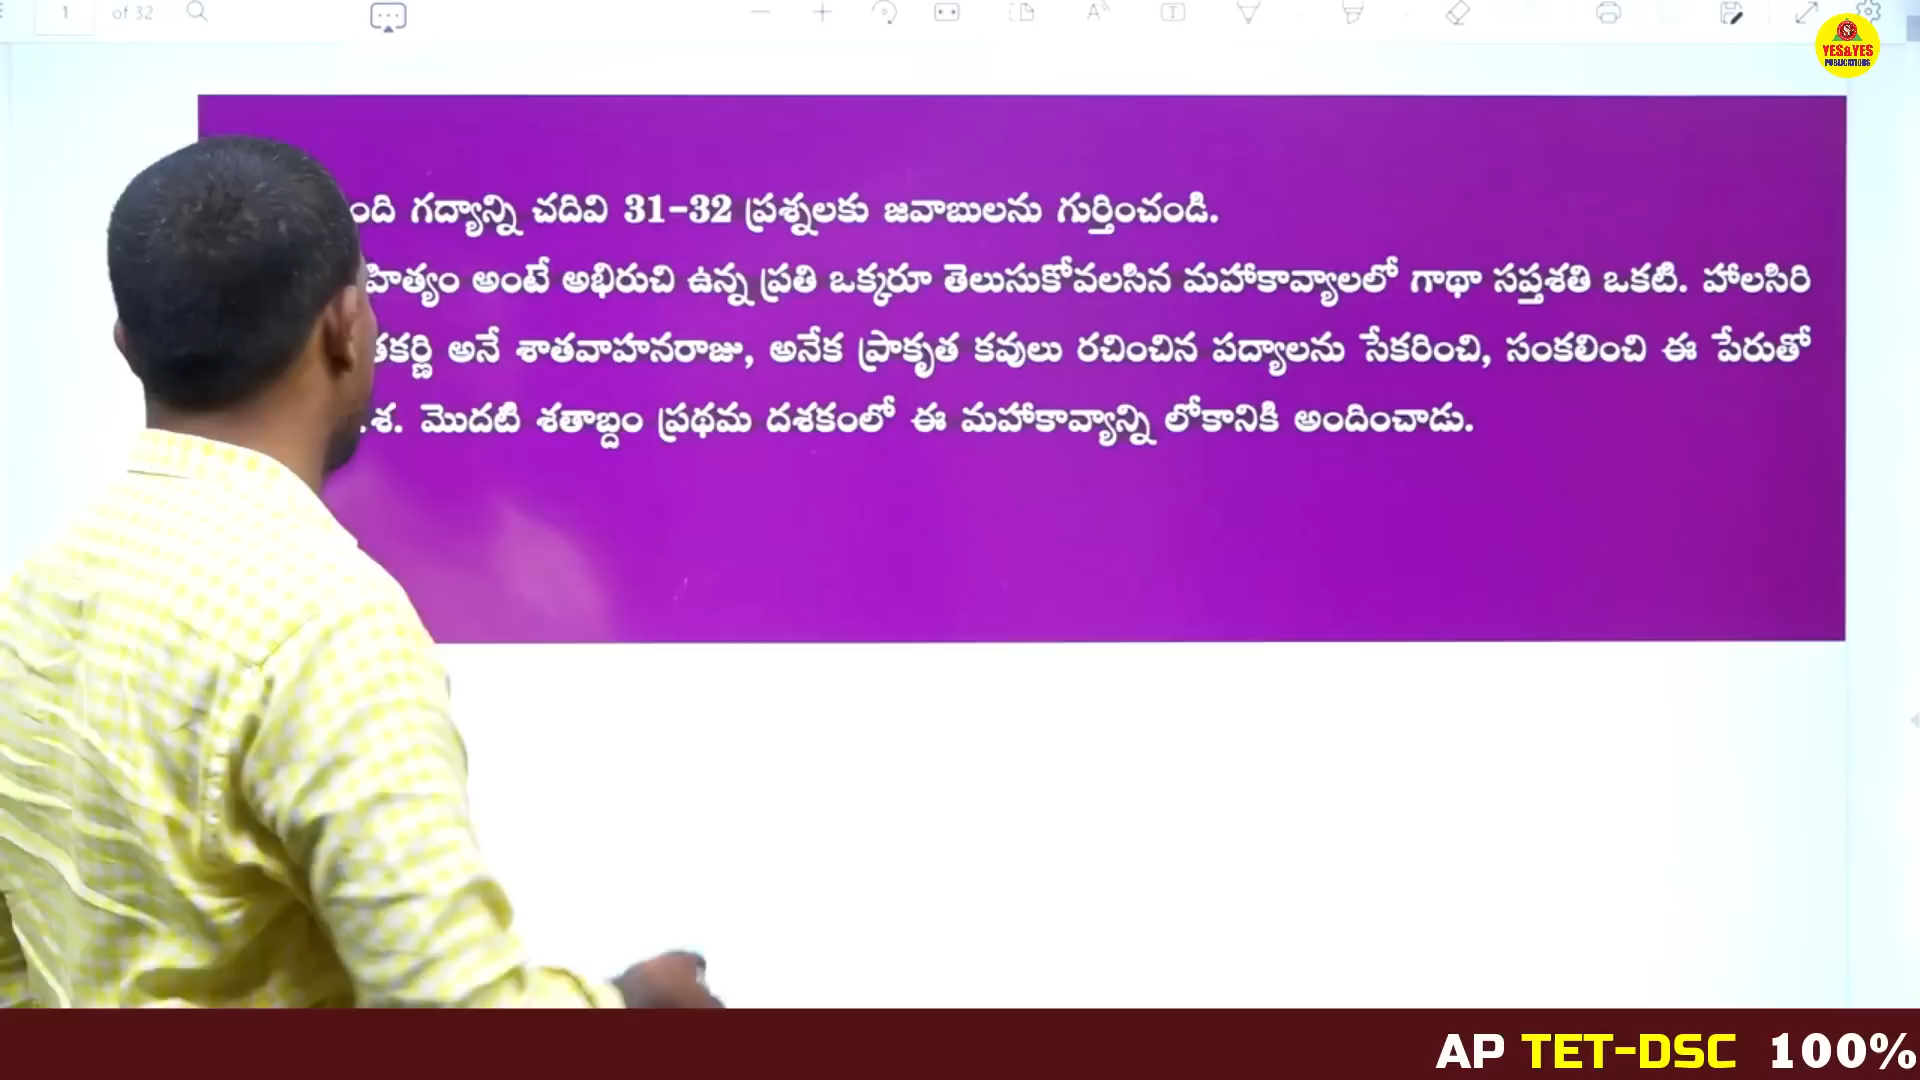 1 of 32
YES&YES
PUBLICATIONS
గద్యాన్ని చదివి 31-32 ప్రశ్నలకు జవాబులను గుర్తించండి.
అంటే అభిరుచి ఉన్న ప్రతి ఒక్కరూ తెలుసుకోవలసిన మహాకావ్యాలలో గాథా సప్తశతి ఒకటి. హాలసిరి
అనే శాతవాహనరాజు, అనేక ప్రాకృత కవులు రచించిన పద్యాలను సేకరించి, సంకలించి ఈ పేరుతో
.శ. మొదటి శతాబ్దం ప్రథమ దశకంలో ఈ మహాకావ్యాన్ని లోకానికి అందించాడు.
AP TET-DSC 100%